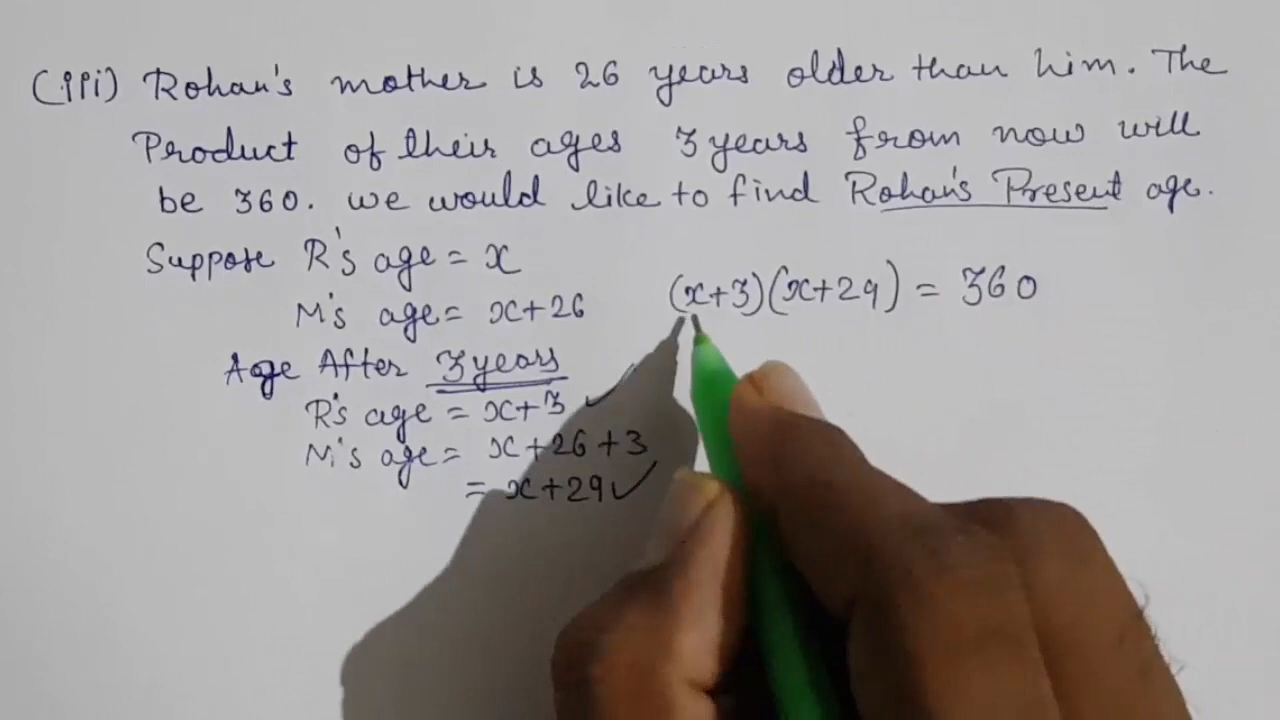 (iii) Rohan's mother is 26 years older than him. The
Product of their ages 3 years from now will
be 360. we would like to find Rohan's Present age.
Suppose R's age = x
M's age = x+26
Age After 3 years
R's age = x+3 ✓
M's age = x+26+3
= x+29 ✓
(x+3)(x+29) = 360